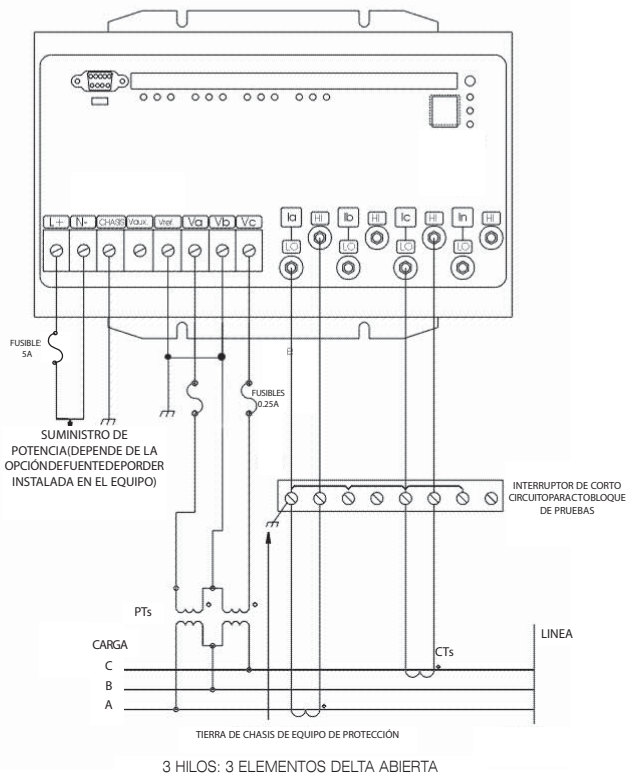 L+ N- CHASIS Vaux. Vref. Va Vb Vc
Ia HI Ib HI Ic HI In HI
LO LO LO LO
FUSIBLE
5A
FUSIBLES
0.25A
SUMINISTRO DE
POTENCIA(DEPENDE DE LA
OPCIÓNDEFUENTEDEPORDER
INSTALADA EN EL EQUIPO)
INTERRUPTOR DE CORTO
CIRCUITOPARACTOBLOQUE
DE PRUEBAS
PTs
CARGA
LINEA
CTs
C
B
A
TIERRA DE CHASIS DE EQUIPO DE PROTECCIÓN
3 HILOS: 3 ELEMENTOS DELTA ABIERTA